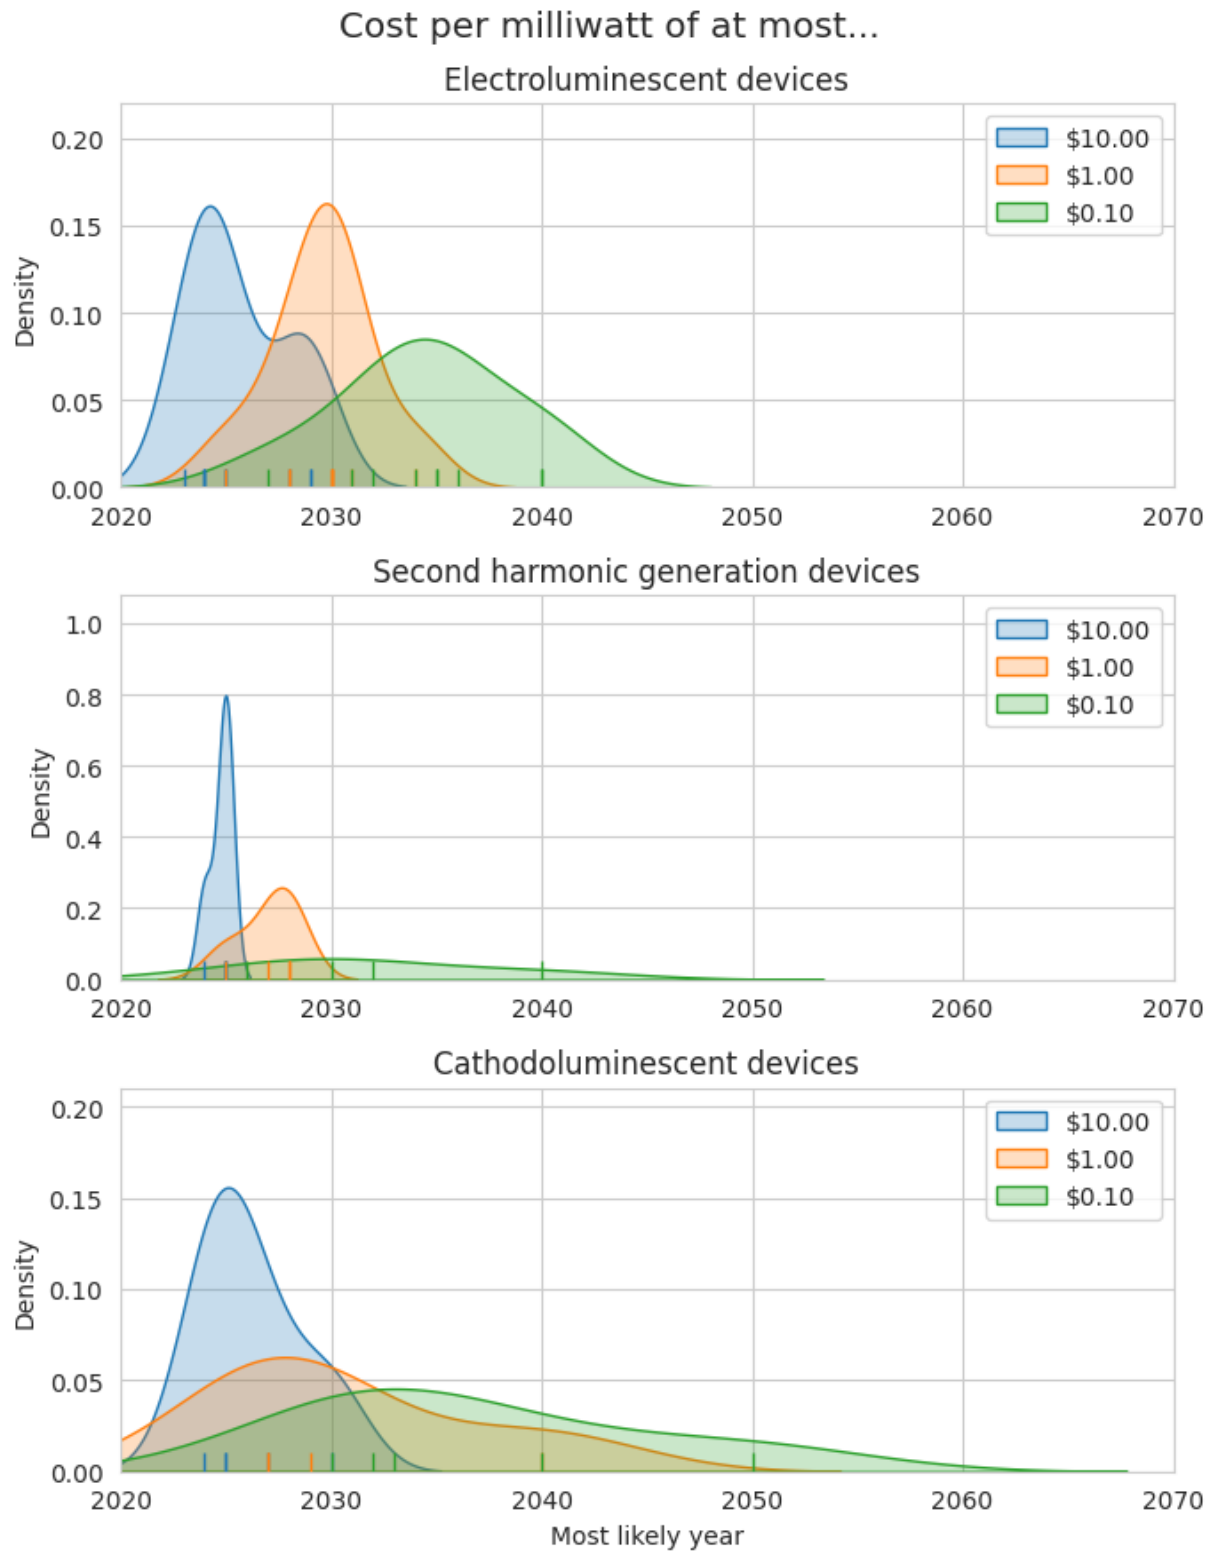 Cost per milliwatt of at most...
Electroluminescent devices
$10.00
$1.00
$0.10
0.20
0.15
0.10
0.05
0.00
Density
2020 2030 2040 2050 2060 2070
Second harmonic generation devices
$10.00
$1.00
$0.10
1.0
0.8
0.6
0.4
0.2
0.0
Density
2020 2030 2040 2050 2060 2070
Cathodoluminescent devices
$10.00
$1.00
$0.10
0.20
0.15
0.10
0.05
0.00
Density
2020 2030 2040 2050 2060 2070
Most likely year